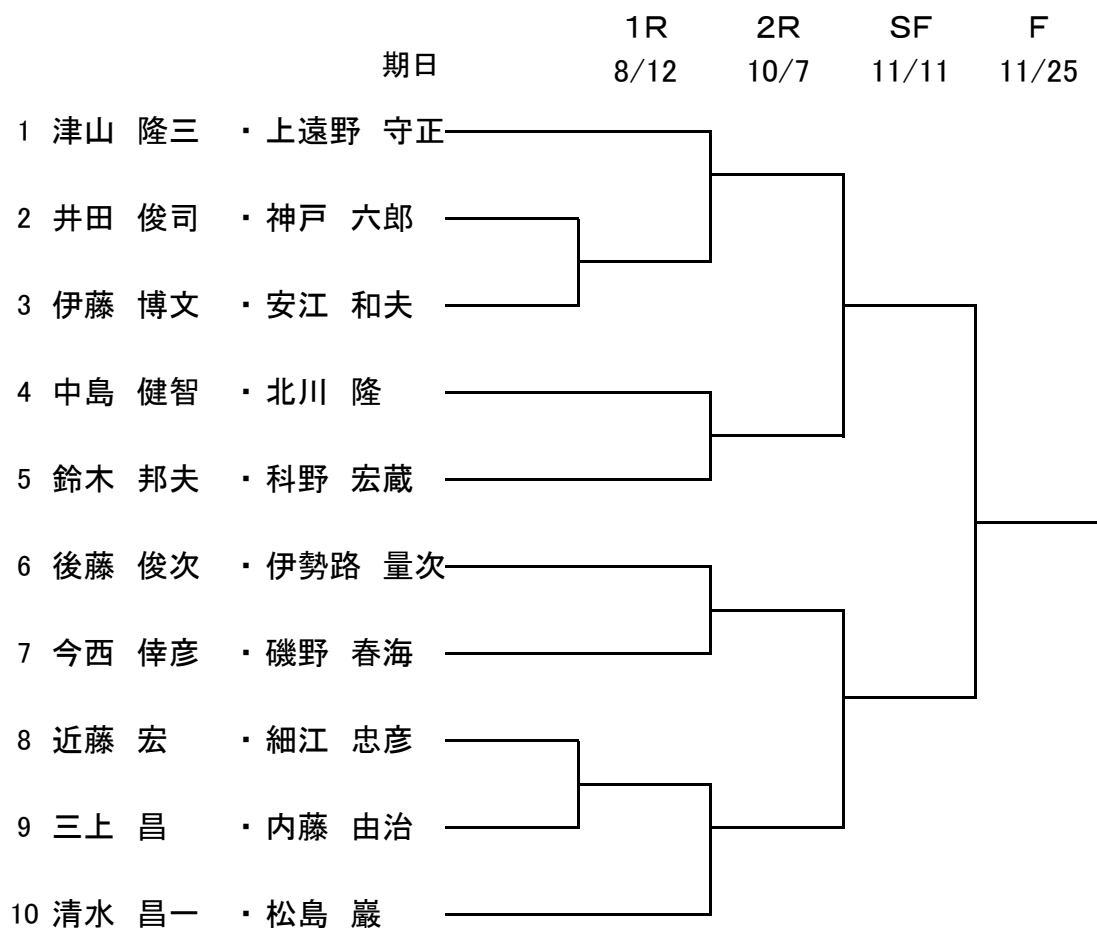 1R 2R SF F
期日 8/12 10/7 11/11 11/25
1 津山 隆三 ・ 上遠野 守正
2 井田 俊司 ・ 神戸 六郎
3 伊藤 博文 ・ 安江 和夫
4 中島 健智 ・ 北川 隆
5 鈴木 邦夫 ・ 科野 宏蔵
6 後藤 俊次 ・ 伊勢路 量次
7 今西 倖彦 ・ 磯野 春海
8 近藤 宏 ・ 細江 忠彦
9 三上 昌 ・ 内藤 由治
10 清水 昌一 ・ 松島 巖